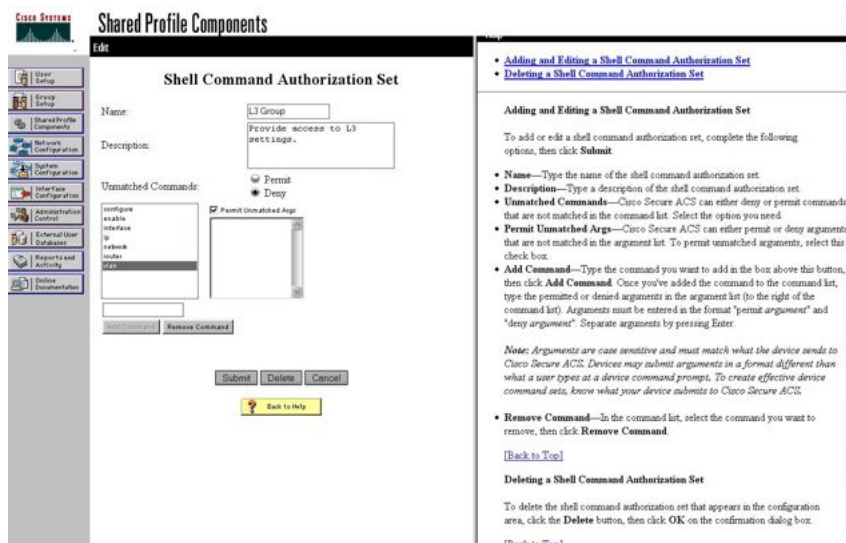 CISCO SYSTEMS
Shared Profile Components
Edit
User
Setup
Group
Setup
Shared Profile
Components
Network
Configuration
System
Configuration
Interface
Configuration
Administration
Control
External User
Databases
Reports and
Activity
Online
Documentation
Shell Command Authorization Set
Name:
L3 Group
Description:
Provide access to L3
settings.
Unmatched Commands:
Permit
Deny
configure
enable
interface
ip
network
router
vlan
Permit Unmatched Args
Add Command
Remove Command
Submit
Delete
Cancel
Back to Help
Help
• Adding and Editing a Shell Command Authorization Set
• Deleting a Shell Command Authorization Set
Adding and Editing a Shell Command Authorization Set
To add or edit a shell command authorization set, complete the following
options, then click Submit.
• Name—Type the name of the shell command authorization set.
• Description—Type a description of the shell command authorization set.
• Unmatched Commands—Cisco Secure ACS can either deny or permit commands
that are not matched in the command list. Select the option you need.
• Permit Unmatched Args—Cisco Secure ACS can either permit or deny arguments
that are not matched in the argument list. To permit unmatched arguments, select this
check box.
• Add Command—Type the command you want to add in the box above this button,
then click Add Command. Once you've added the command to the command list,
type the permitted or denied arguments in the argument list (to the right of the
command list). Arguments must be entered in the format "permit argument" and
"deny argument". Separate arguments by pressing Enter.
Note: Arguments are case sensitive and must match what the device sends to
Cisco Secure ACS. Devices may submit arguments in a format different than
what a user types at a device command prompt. To create effective device
command sets, know what your device submits to Cisco Secure ACS.
• Remove Command—In the command list, select the command you want to
remove, then click Remove Command.
[Back to Top]
Deleting a Shell Command Authorization Set
To delete the shell command authorization set that appears in the configuration
area, click the Delete button, then click OK on the confirmation dialog box.
[Back to Top]